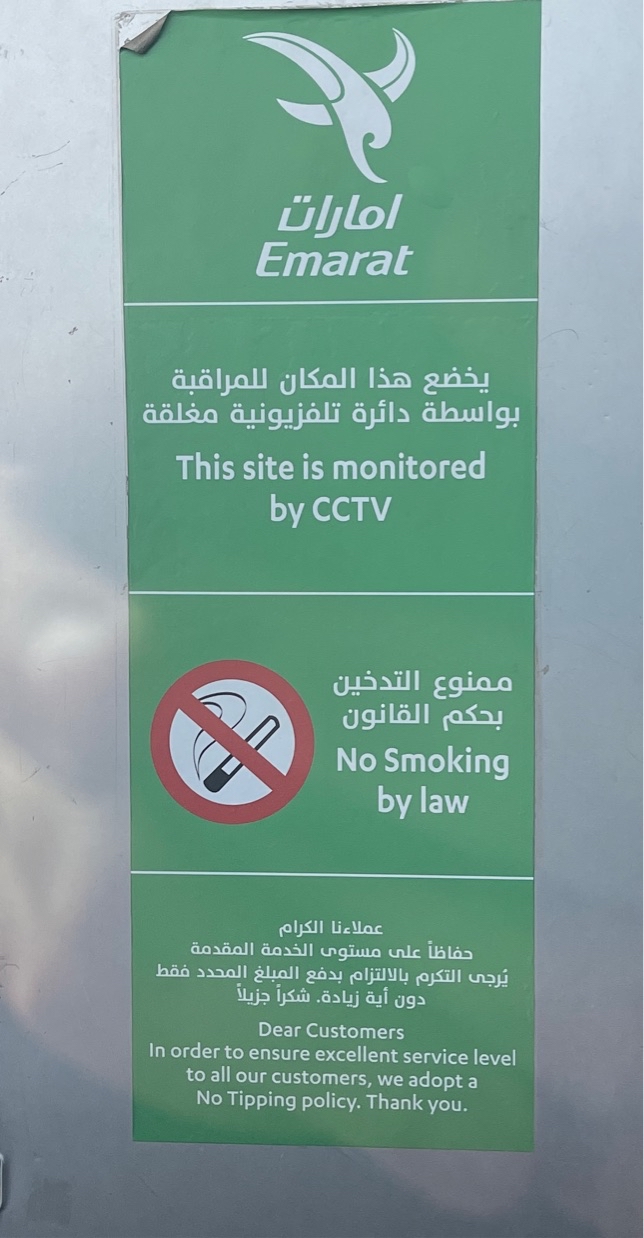 امارات
Emarat
يخضع هذا المكان للمراقبة
بواسطة دائرة تلفزيونية مغلقة
This site is monitored
by CCTV
ممنوع التدخين
بحكم القانون
No Smoking
by law
عملاءنا الكرام
حفاظاً على مستوى الخدمة المقدمة
يُرجى التكرم بالالتزام بدفع المبلغ المحدد فقط
دون أية زيادة. شكراً جزيلاً
Dear Customers
In order to ensure excellent service level
to all our customers, we adopt a
No Tipping policy. Thank you.